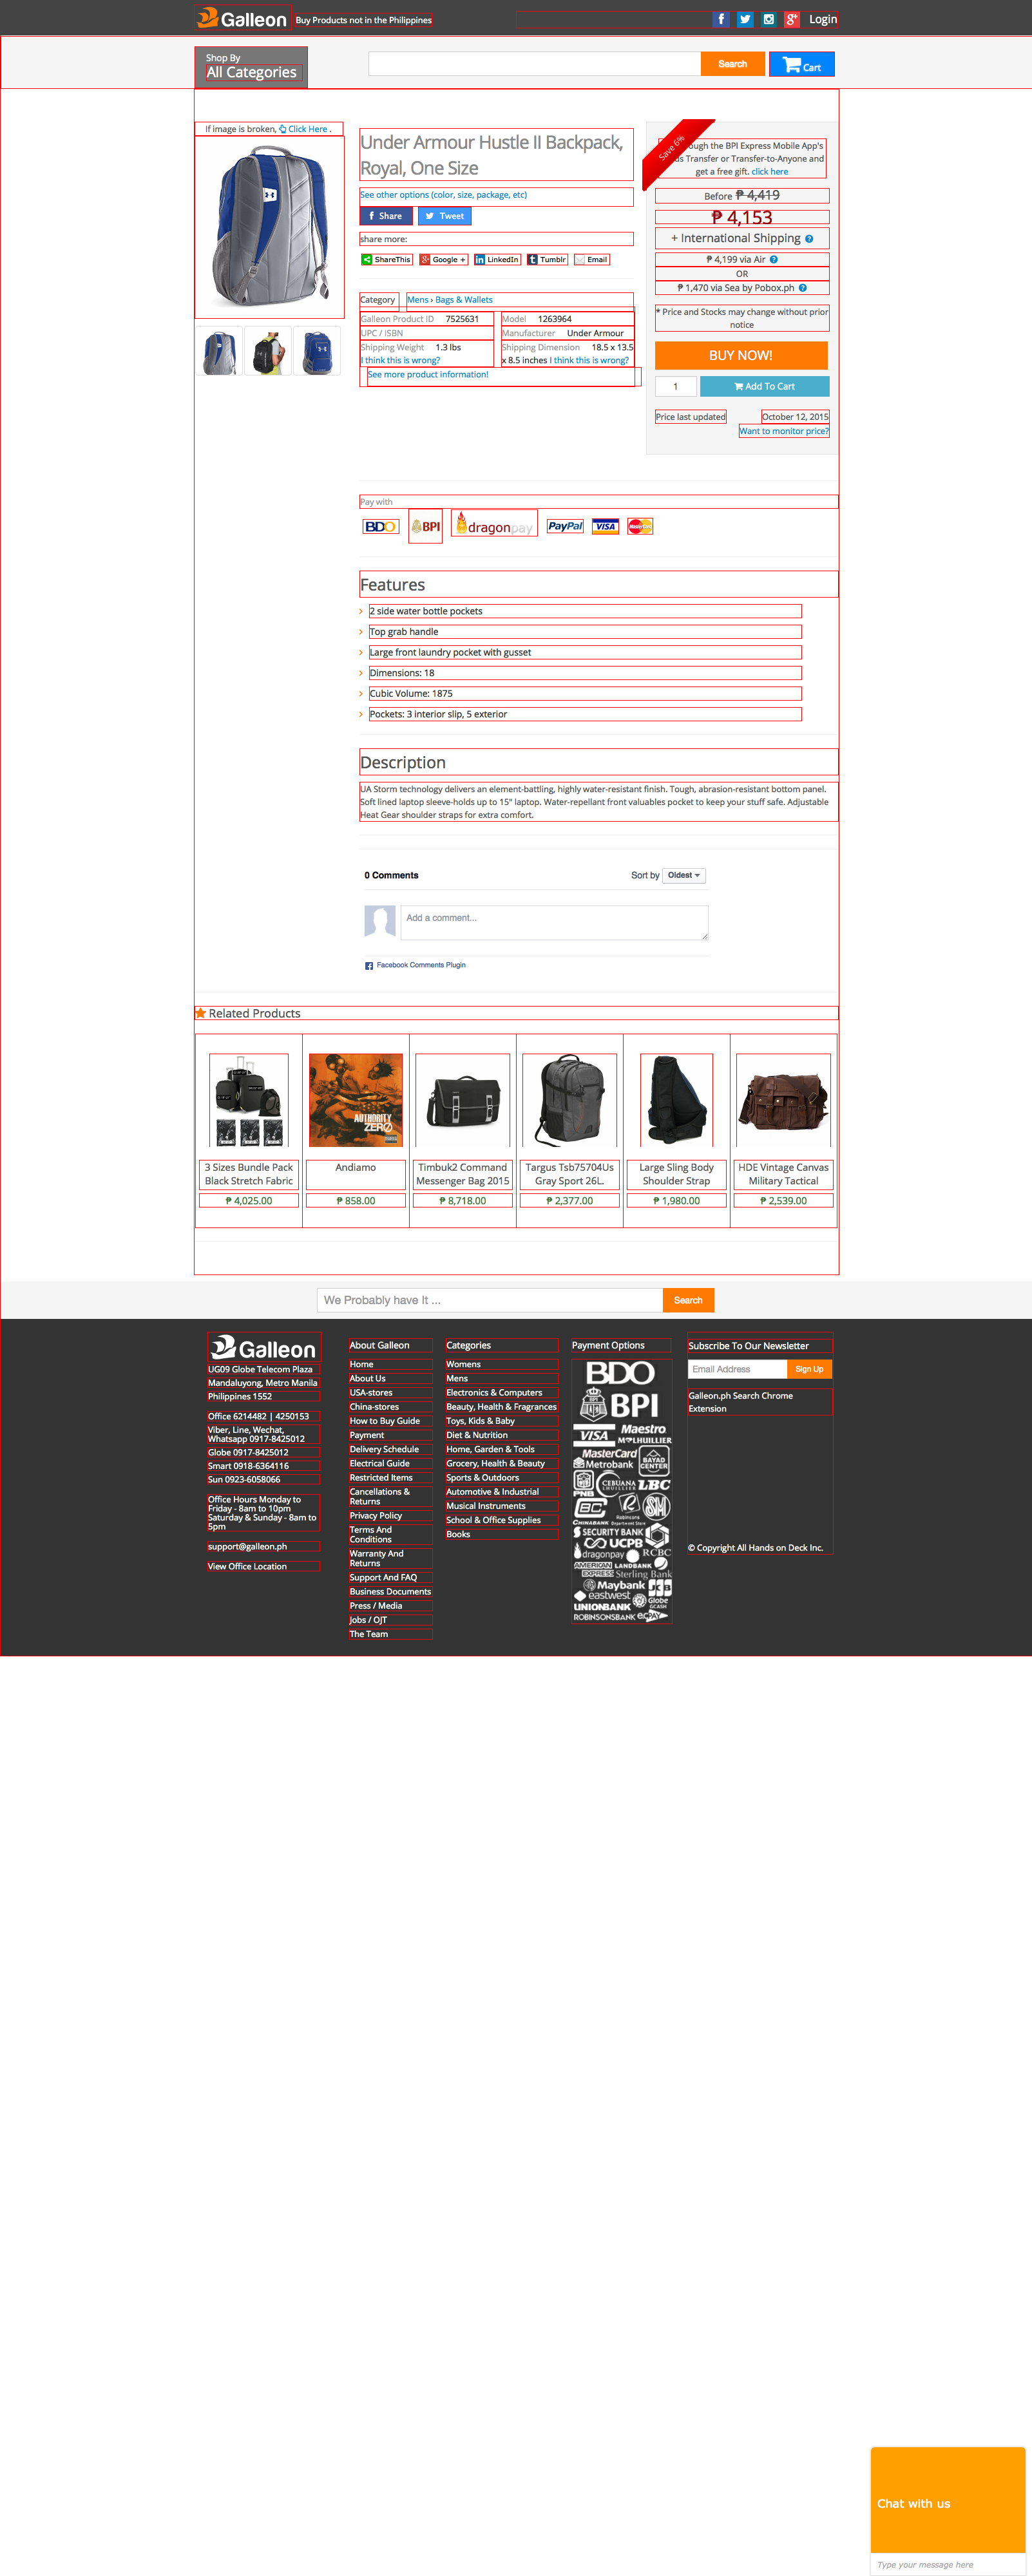 Galleon Buy Products not in the Philippines
Login
Shop By
All Categories
Search
Cart
If image is broken, Click Here .
Under Armour Hustle II Backpack,
Royal, One Size
See other options (color, size, package, etc)
Share Tweet
share more:
ShareThis Google + LinkedIn Tumblr Email
Category Mens › Bags & Wallets
Galleon Product ID 7525631
Model 1263964
UPC / ISBN
Manufacturer Under Armour
Shipping Weight 1.3 lbs
I think this is wrong?
Shipping Dimension 18.5 x 13.5
x 8.5 inches I think this is wrong?
See more product information!
Save 6%
ough the BPI Express Mobile App's
ds Transfer or Transfer-to-Anyone and
get a free gift. click here
Before ₱ 4,419
₱ 4,153
+ International Shipping
₱ 4,199 via Air
OR
₱ 1,470 via Sea by Pobox.ph
* Price and Stocks may change without prior
notice
BUY NOW!
1
Add To Cart
Price last updated October 12, 2015
Want to monitor price?
Pay with
BDO BPI dragonpay PayPal VISA MasterCard
Features
2 side water bottle pockets
Top grab handle
Large front laundry pocket with gusset
Dimensions: 18
Cubic Volume: 1875
Pockets: 3 interior slip, 5 exterior
Description
UA Storm technology delivers an element-battling, highly water-resistant finish. Tough, abrasion-resistant bottom panel.
Soft lined laptop sleeve-holds up to 15" laptop. Water-repellant front valuables pocket to keep your stuff safe. Adjustable
Heat Gear shoulder straps for extra comfort.
0 Comments
Sort by Oldest
Add a comment...
Facebook Comments Plugin
Related Products
AUTHORITY
ZERO
3 Sizes Bundle Pack
Black Stretch Fabric
₱ 4,025.00
Andiamo
₱ 858.00
Timbuk2 Command
Messenger Bag 2015
₱ 8,718.00
Targus Tsb75704Us
Gray Sport 26L.
₱ 2,377.00
Large Sling Body
Shoulder Strap
₱ 1,980.00
HDE Vintage Canvas
Military Tactical
₱ 2,539.00
We Probably have It ...
Search
Galleon
UG09 Globe Telecom Plaza
Mandaluyong, Metro Manila
Philippines 1552
Office 6214482 | 4250153
Viber, Line, Wechat,
Whatsapp 0917-8425012
Globe 0917-8425012
Smart 0918-6364116
Sun 0923-6058066
Office Hours Monday to
Friday - 8am to 10pm
Saturday & Sunday - 8am to
5pm
support@galleon.ph
View Office Location
About Galleon
Home
About Us
USA-stores
China-stores
How to Buy Guide
Payment
Delivery Schedule
Electrical Guide
Restricted Items
Cancellations &
Returns
Privacy Policy
Terms And
Conditions
Warranty And
Returns
Support And FAQ
Business Documents
Press / Media
Jobs / OJT
The Team
Categories
Womens
Mens
Electronics & Computers
Beauty, Health & Fragrances
Toys, Kids & Baby
Diet & Nutrition
Home, Garden & Tools
Grocery, Health & Beauty
Sports & Outdoors
Automotive & Industrial
Musical Instruments
School & Office Supplies
Books
Payment Options
BDO
BPI
VISA Maestro
MLHUILLIER
MasterCard
Metrobank BAYAD CENTER
PNB CEBUANA LHUILLIER LBC
CBC Robinsons Department Store SM
CHINABANK
SECURITY BANK
UCPB
dragonpay RCBC
AMERICAN EXPRESS LANDBANK
Sterling Bank
Maybank JCB
eastwest Globe GCASH
UNIONBANK
ROBINSONSBANK ecPAY
Subscribe To Our Newsletter
Email Address Sign Up
Galleon.ph Search Chrome
Extension
© Copyright All Hands on Deck Inc.
Chat with us
Type your message here